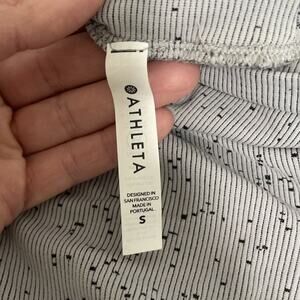 ATHLETA
DESIGNED IN
SAN FRANCISCO
MADE IN
PORTUGAL
S